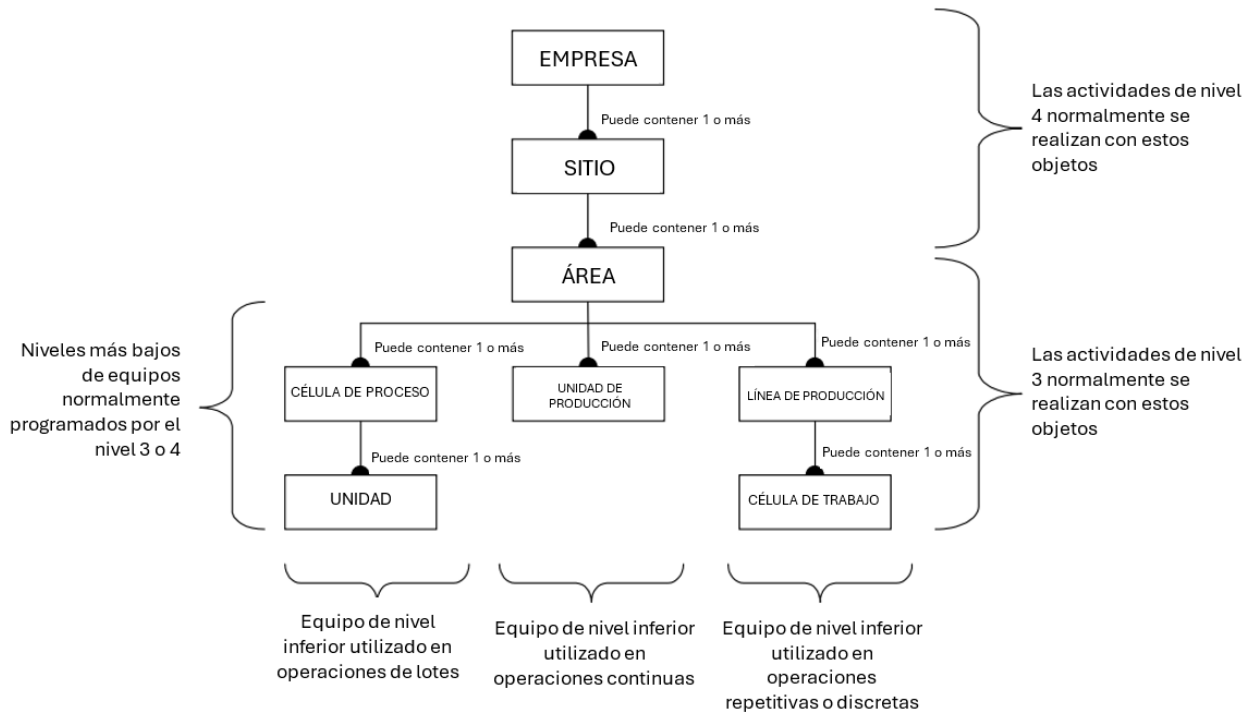 EMPRESA
Puede contener 1 o más
SITIO
Puede contener 1 o más
ÁREA
Las actividades de nivel
4 normalmente se
realizan con estos
objetos
Puede contener 1 o más
Puede contener 1 o más
Puede contener 1 o más
CÉLULA DE PROCESO
UNIDAD DE
PRODUCCIÓN
LÍNEA DE PRODUCCIÓN
Puede contener 1 o más
Puede contener 1 o más
UNIDAD
CÉLULA DE TRABAJO
Niveles más bajos
de equipos
normalmente
programados por el
nivel 3 o 4
Las actividades de nivel
3 normalmente se
realizan con estos
objetos
Equipo de nivel
inferior utilizado en
operaciones de lotes
Equipo de nivel inferior
utilizado en
operaciones continuas
Equipo de nivel inferior
utilizado en
operaciones
repetitivas o discretas